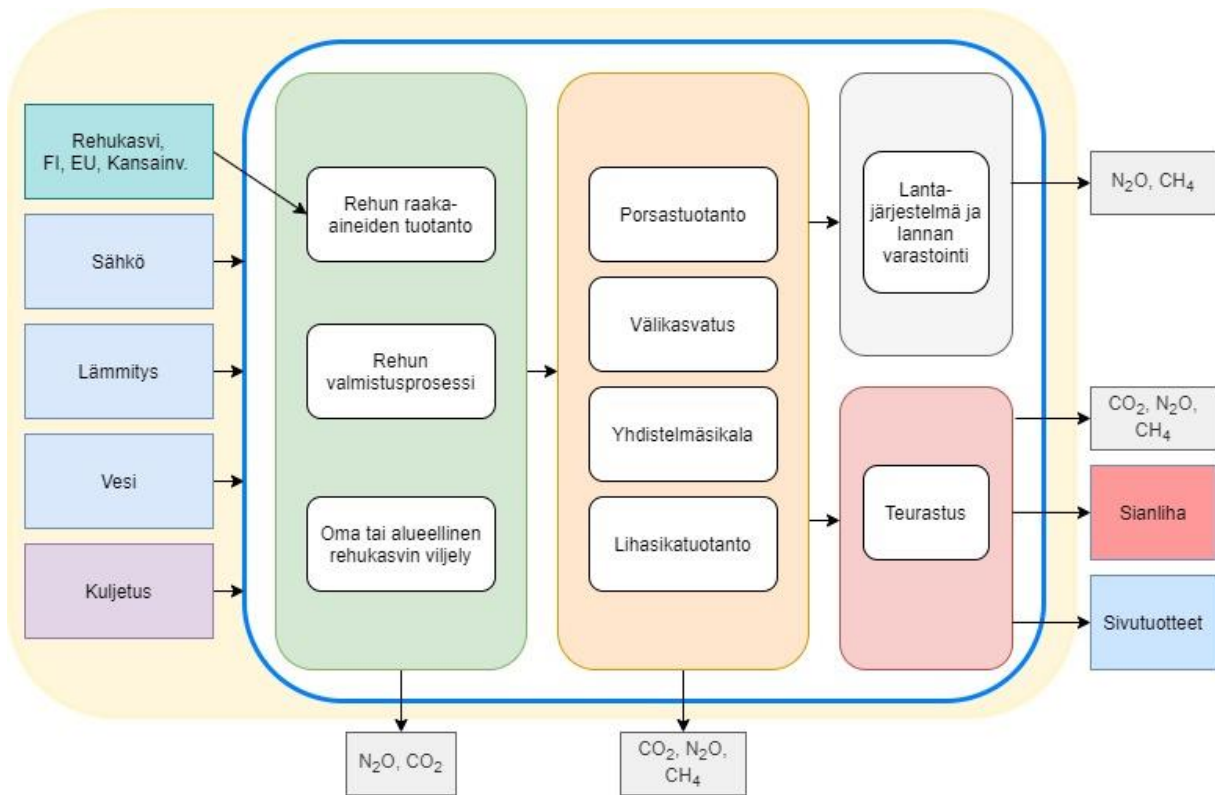 Rehukasvi,
FI, EU, Kansainv.
Sähkö
Lämmitys
Vesi
Kuljetus
Rehun raaka-
aineiden tuotanto
Rehun
valmistusprosessi
Oma tai alueellinen
rehukasvin viljely
Porsastuotanto
Välikasvatus
Yhdistelmäsikala
Lihasikatuotanto
Lanta-
järjestelmä ja
lannan
varastointi
Teurastus
N₂O, CH₄
CO₂, N₂O,
CH₄
Sianliha
Sivutuotteet
N₂O, CO₂
CO₂, N₂O,
CH₄